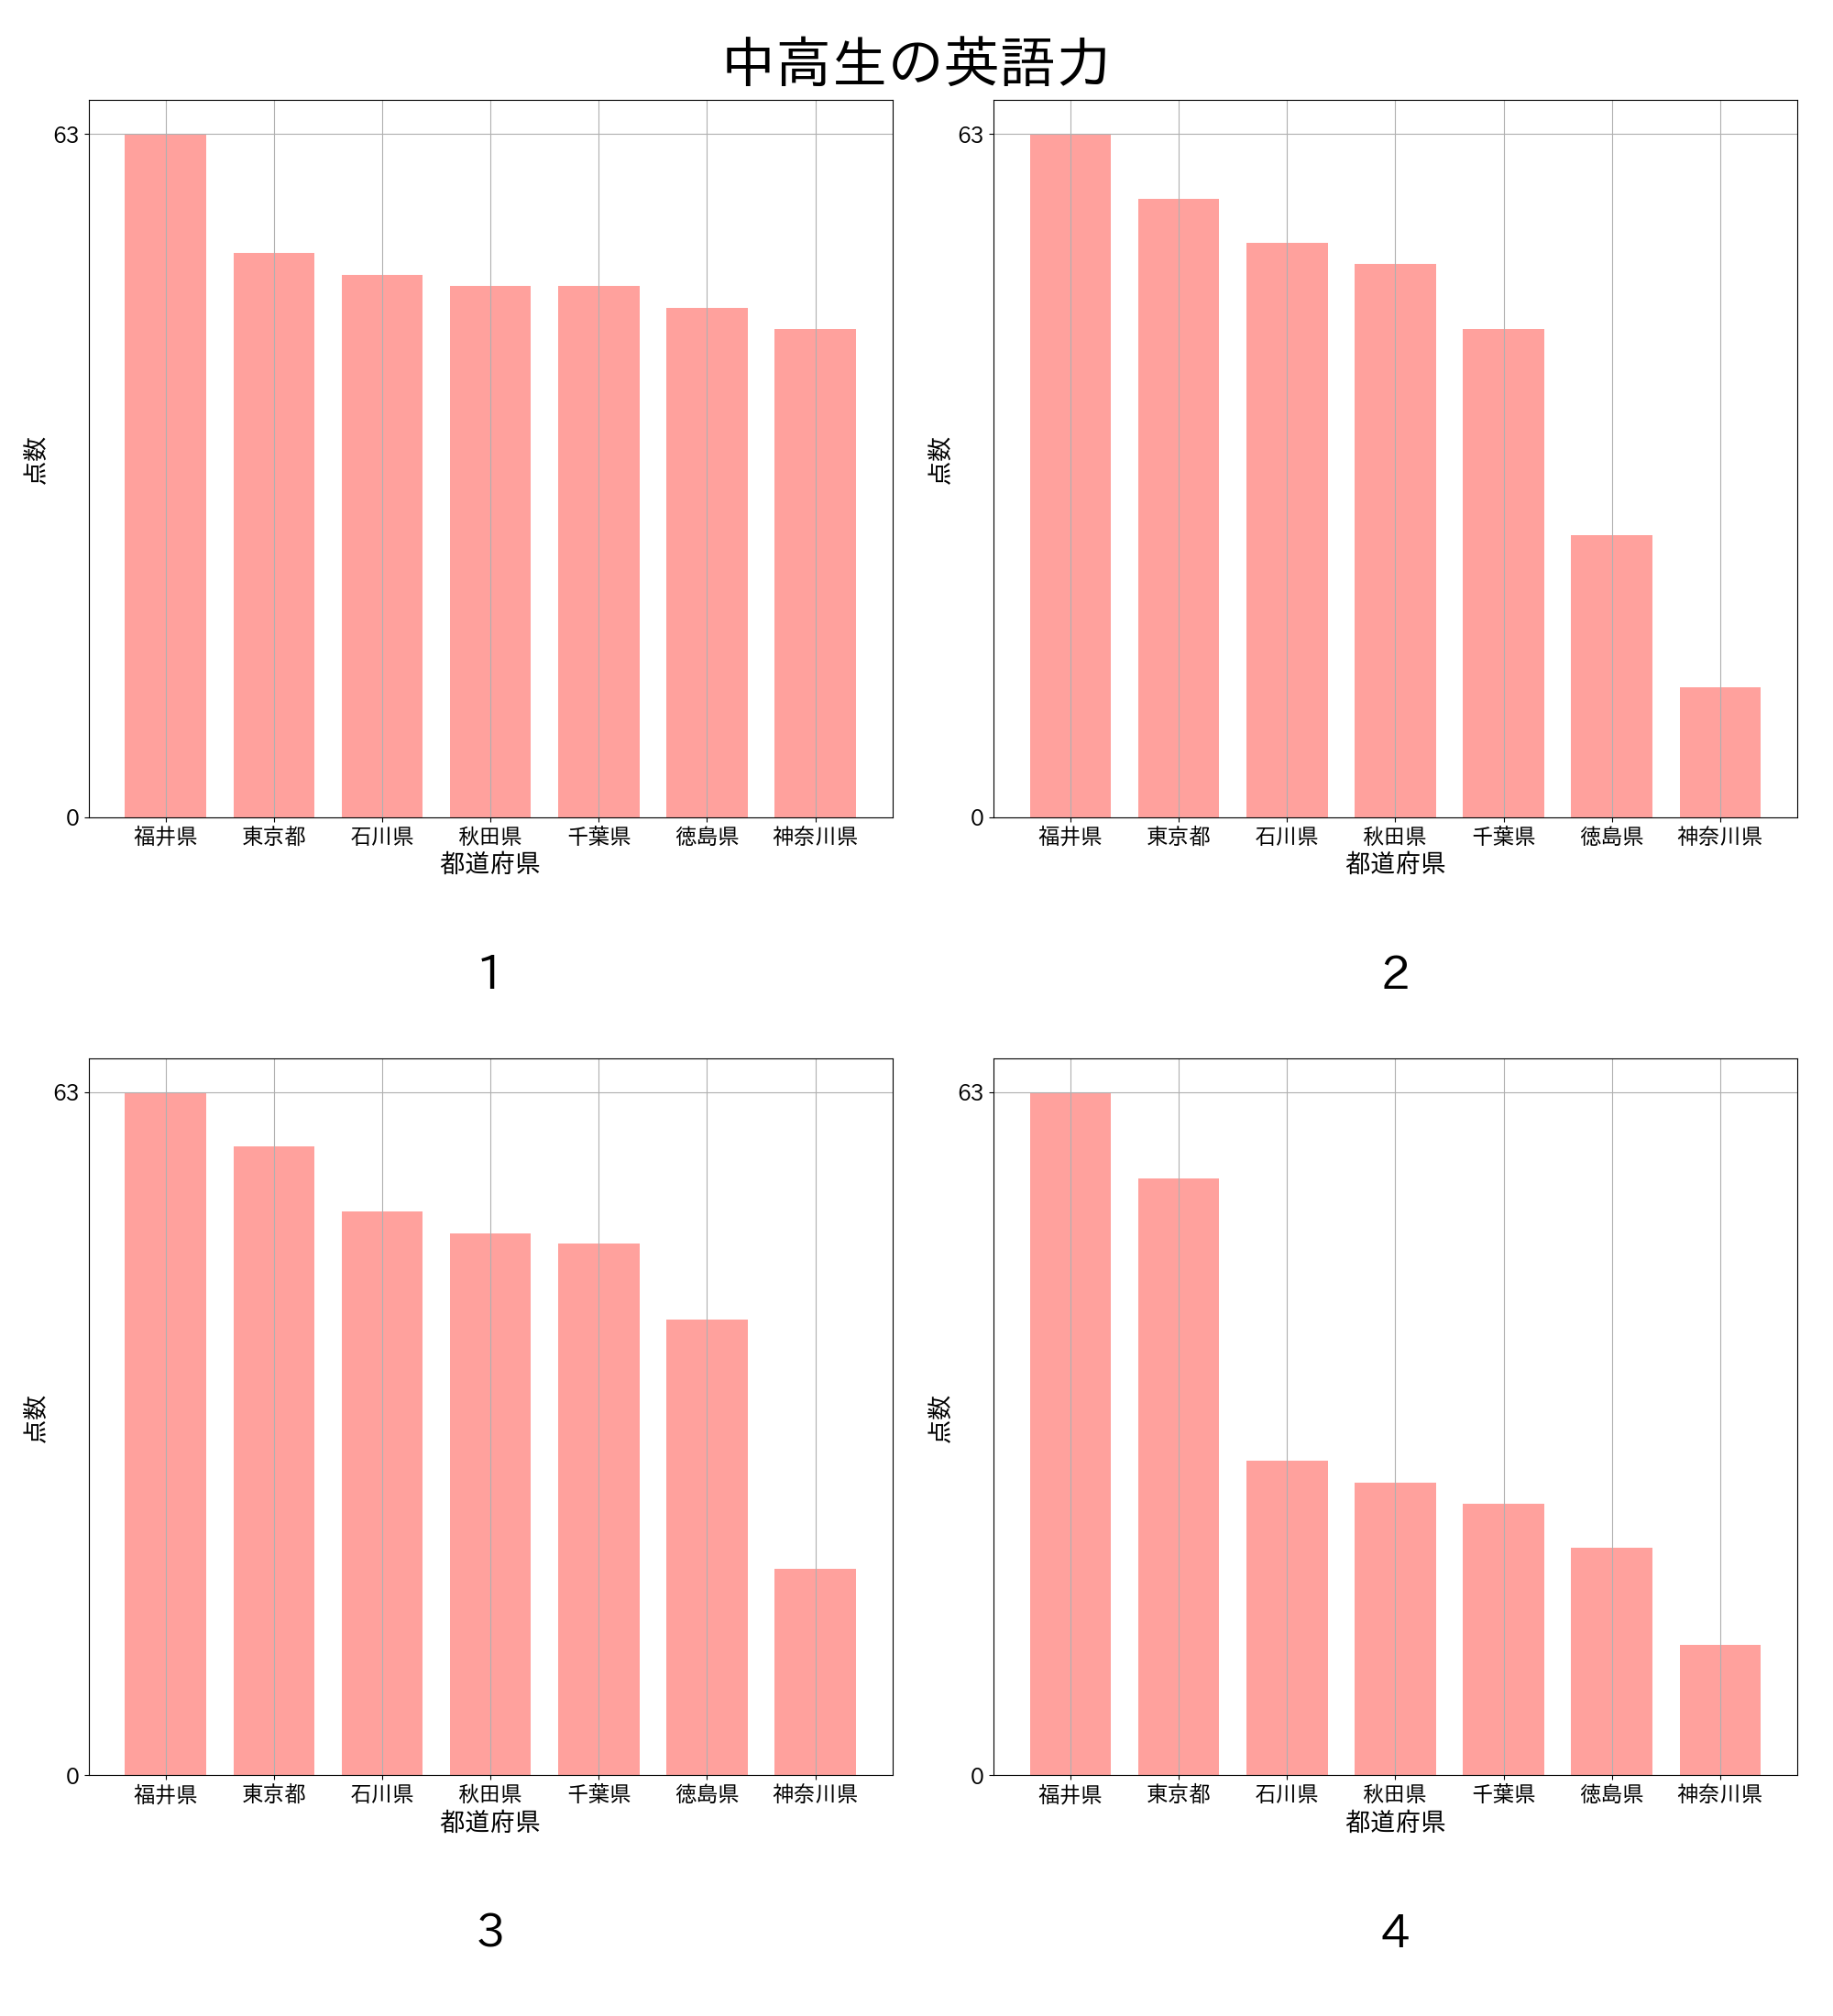 中高生の英語力
63
0
点数
福井県 東京都 石川県 秋田県 千葉県 徳島県 神奈川県
都道府県
1
63
0
点数
福井県 東京都 石川県 秋田県 千葉県 徳島県 神奈川県
都道府県
2
63
0
点数
福井県 東京都 石川県 秋田県 千葉県 徳島県 神奈川県
都道府県
3
63
0
点数
福井県 東京都 石川県 秋田県 千葉県 徳島県 神奈川県
都道府県
4